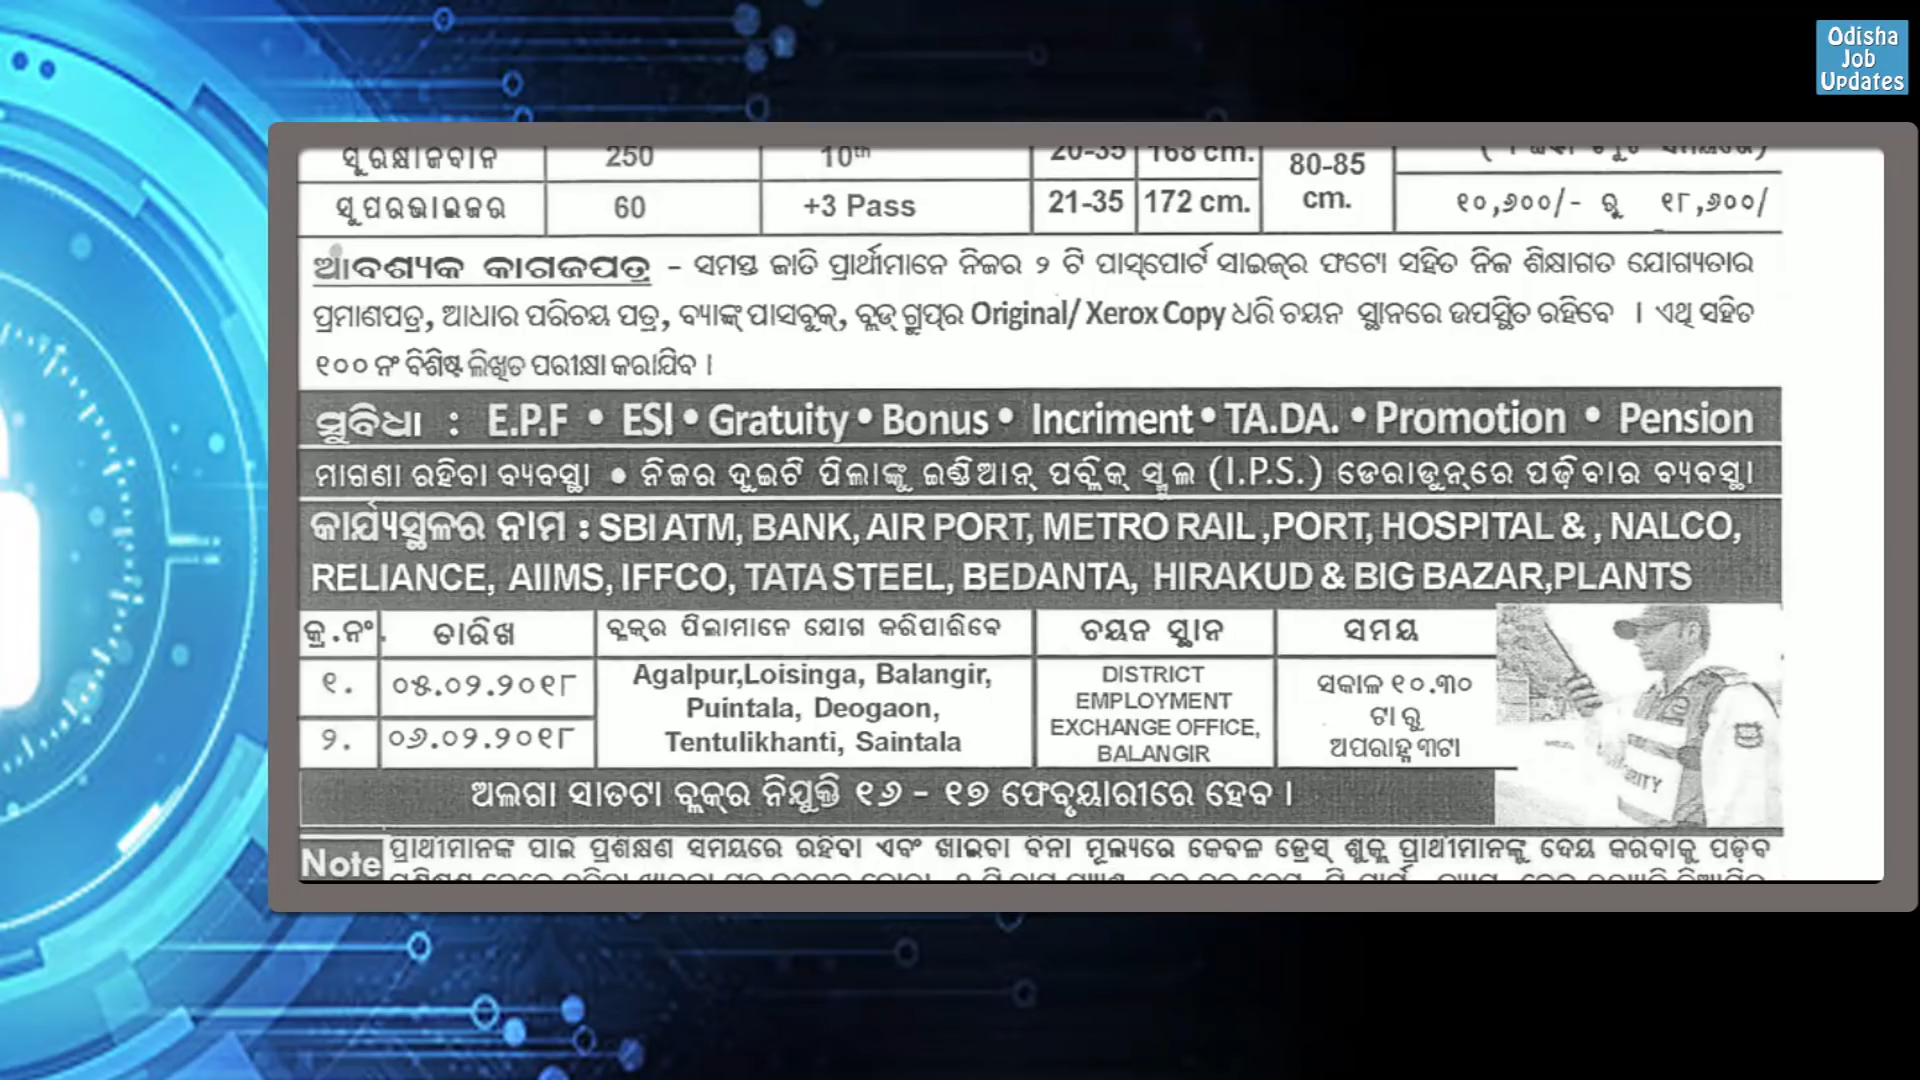 Odisha
Job
Updates
ସୁରକ୍ଷାଜବାନ 250 10th 20-35 168 cm. 80-85 cm.
ସୁପରଭାଇଜର 60 +3 Pass 21-35 172 cm. ୧୦,୬୦୦/- ରୁ ୧୮,୬୦୦/
ଆବଶ୍ୟକ କାଗଜପତ୍ର - ସମସ୍ତ ଜାତି ପ୍ରାର୍ଥୀମାନେ ନିଜର ୨ ଟି ପାସ୍‌ପୋର୍ଟ ସାଇଜ୍‌ର ଫଟୋ ସହିତ ନିଜ ଶିକ୍ଷାଗତ ଯୋଗ୍ୟତାର
ପ୍ରମାଣପତ୍ର, ଆଧାର ପରିଚୟ ପତ୍ର, ବ୍ୟାଙ୍କ୍ ପାସବୁକ୍, ବ୍ଲଡ୍ ଗ୍ରୁପ୍‌ର Original/ Xerox Copy ଧରି ଚୟନ ସ୍ଥାନରେ ଉପସ୍ଥିତ ରହିବେ । ଏଥି ସହିତ
୧୦୦ ନଂ ବିଶିଷ୍ଟ ଲିଖିତ ପରୀକ୍ଷା କରାଯିବ ।
ସୁବିଧା : E.P.F • ESI • Gratuity • Bonus • Incriment • TA.DA. • Promotion • Pension
ମାଗଣା ରହିବା ବ୍ୟବସ୍ଥା • ନିଜର ଦୁଇଟି ପିଲାଙ୍କୁ ଇଣ୍ଡିଆନ୍ ପବ୍ଲିକ୍ ସ୍କୁଲ (I.P.S.) ଡେରାଡୁନ୍‌ରେ ପଢ଼ିବାର ବ୍ୟବସ୍ଥା
କାର୍ଯ୍ୟସ୍ଥଳର ନାମ : SBI ATM, BANK, AIR PORT, METRO RAIL ,PORT, HOSPITAL & , NALCO,
RELIANCE, AIIMS, IFFCO, TATA STEEL, BEDANTA, HIRAKUD & BIG BAZAR,PLANTS
କ୍ର.ନଂ. ତାରିଖ ବ୍ଲକ୍‌ର ପିଲାମାନେ ଯୋଗ କରିପାରିବେ ଚୟନ ସ୍ଥାନ ସମୟ
୧. ୦୫.୦୨.୨୦୧୮
୨. ୦୬.୦୨.୨୦୧୮
Agalpur,Loisinga, Balangir,
Puintala, Deogaon,
Tentulikhanti, Saintala
DISTRICT
EMPLOYMENT
EXCHANGE OFFICE,
BALANGIR
ସକାଳ ୧୦.୩୦
ଟା ରୁ
ଅପରାହ୍ନ ୩ଟା
ଅଲଗା ସାତଟା ବ୍ଲକ୍‌ର ନିଯୁକ୍ତି ୧୬ - ୧୭ ଫେବୃୟାରୀରେ ହେବ ।
Note ପ୍ରାର୍ଥୀମାନଙ୍କ ପାଇଁ ପ୍ରଶିକ୍ଷଣ ସମୟରେ ରହିବା ଏବଂ ଖାଇବା ବିନା ମୂଲ୍ୟରେ କେବଳ ଡ୍ରେସ୍ ଶୁଳ୍କ ପ୍ରାର୍ଥୀମାନଙ୍କୁ ଦେୟ କରିବାକୁ ପଡ଼ିବ